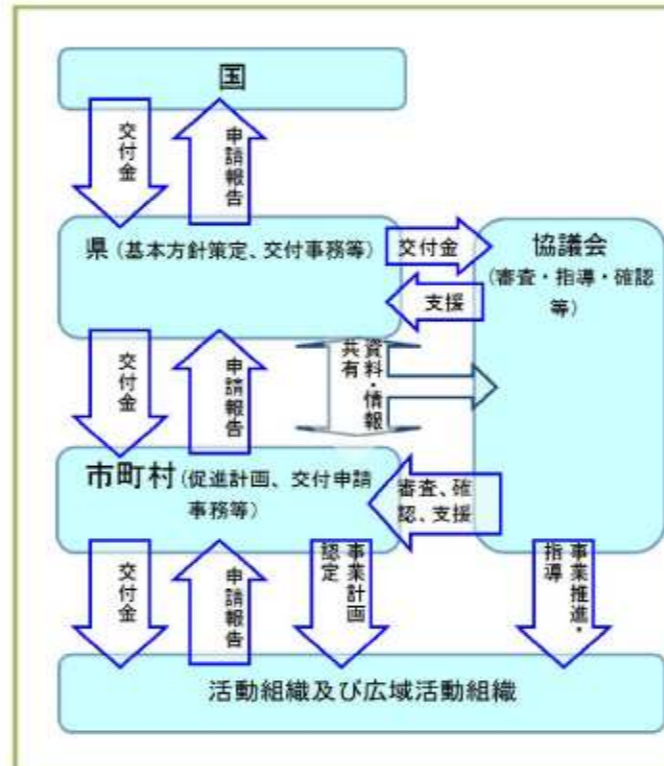 国
交付金
申請報告
県(基本方針策定、交付事務等)
交付金
支援
協議会
(審査・指導・確認
等)
交付金
申請報告
資料・情報
共有
市町村(促進計画、交付申請
事務等)
審査、確
認、支援
交付金
申請報告
事業計画
認定
事業推進・
指導
活動組織及び広域活動組織